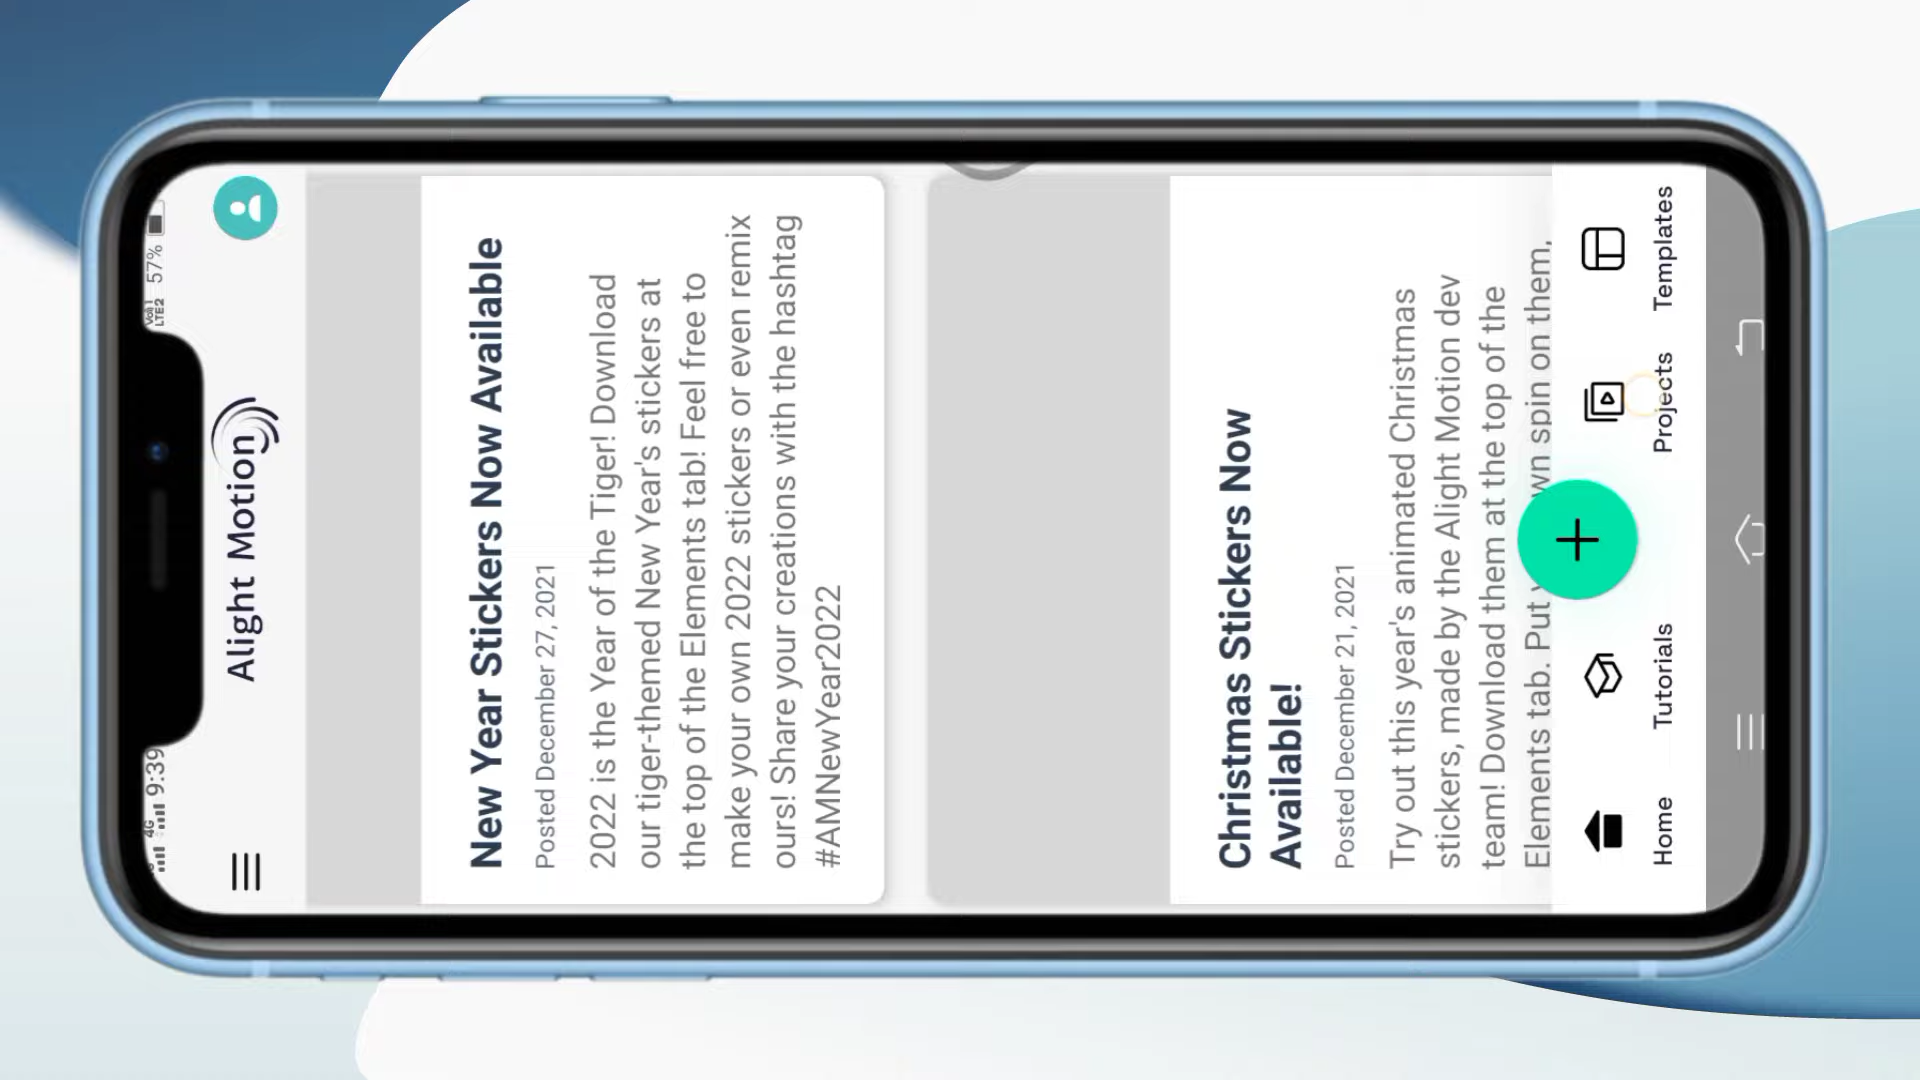 4G 9:39
VoI1
LTE2 57%
Alight Motion
New Year Stickers Now Available
Posted December 27, 2021
2022 is the Year of the Tiger! Download
our tiger-themed New Year's stickers at
the top of the Elements tab! Feel free to
make your own 2022 stickers or even remix
ours! Share your creations with the hashtag
#AMNewYear2022
Christmas Stickers Now
Available!
Posted December 21, 2021
Try out this year's animated Christmas
stickers, made by the Alight Motion dev
team! Download them at the top of the
Elements tab. Put own spin on them,
Home
Tutorials
Projects
Templates